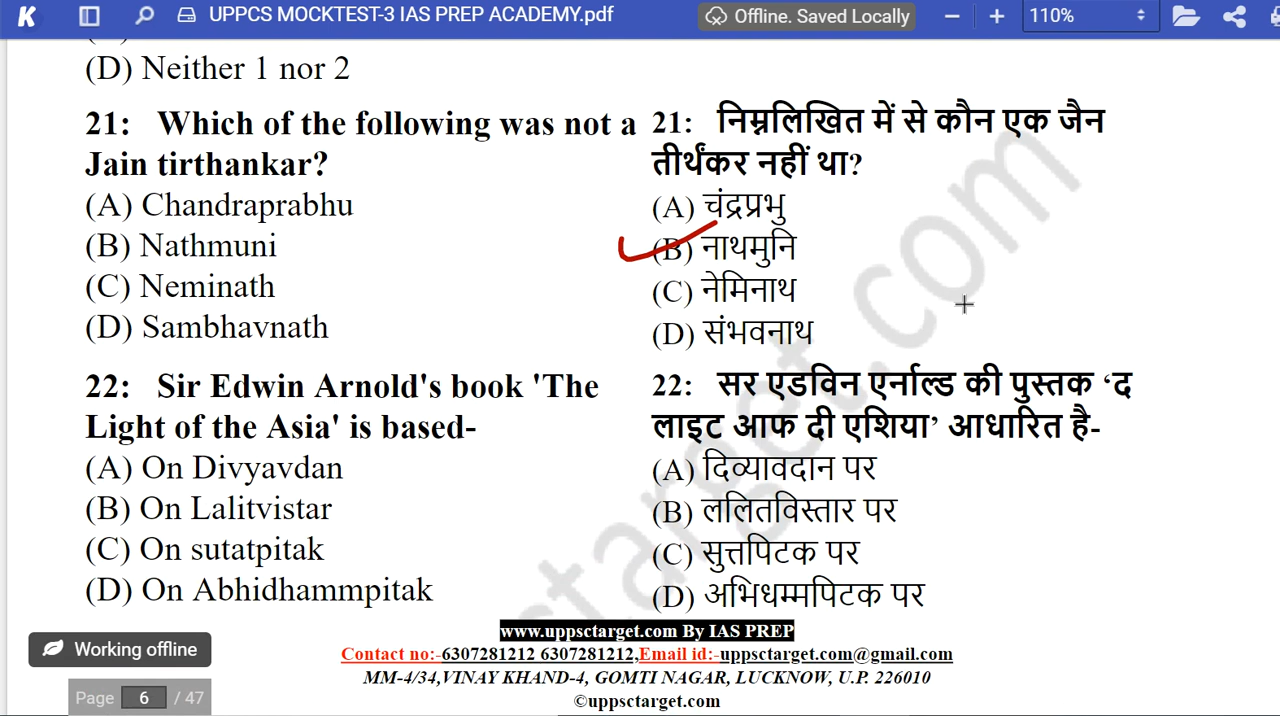 UPPCS MOCKTEST-3 IAS PREP ACADEMY.pdf
Offline. Saved Locally
110%
(D) Neither 1 nor 2
21: Which of the following was not a
Jain tirthankar?
(A) Chandraprabhu
(B) Nathmuni
(C) Neminath
(D) Sambhavnath
22: Sir Edwin Arnold's book 'The
Light of the Asia' is based-
(A) On Divyavdan
(B) On Lalitvistar
(C) On sutatpitak
(D) On Abhidhammpitak
21: निम्नलिखित में से कौन एक जैन
तीर्थंकर नहीं था?
(A) चंद्रप्रभु
(B) नाथमुनि
(C) नेमिनाथ
(D) संभवनाथ
22: सर एडविन एर्नाल्ड की पुस्तक ‘द
लाइट आफ दी एशिया’ आधारित है-
(A) दिव्यावदान पर
(B) ललितविस्तार पर
(C) सुत्तपिटक पर
(D) अभिधम्मपिटक पर
www.uppsctarget.com By IAS PREP
Contact no:-6307281212 6307281212,Email id:-uppsctarget.com@gmail.com
MM-4/34,VINAY KHAND-4, GOMTI NAGAR, LUCKNOW, U.P. 226010
©uppsctarget.com
Working offline
Page 6 / 47